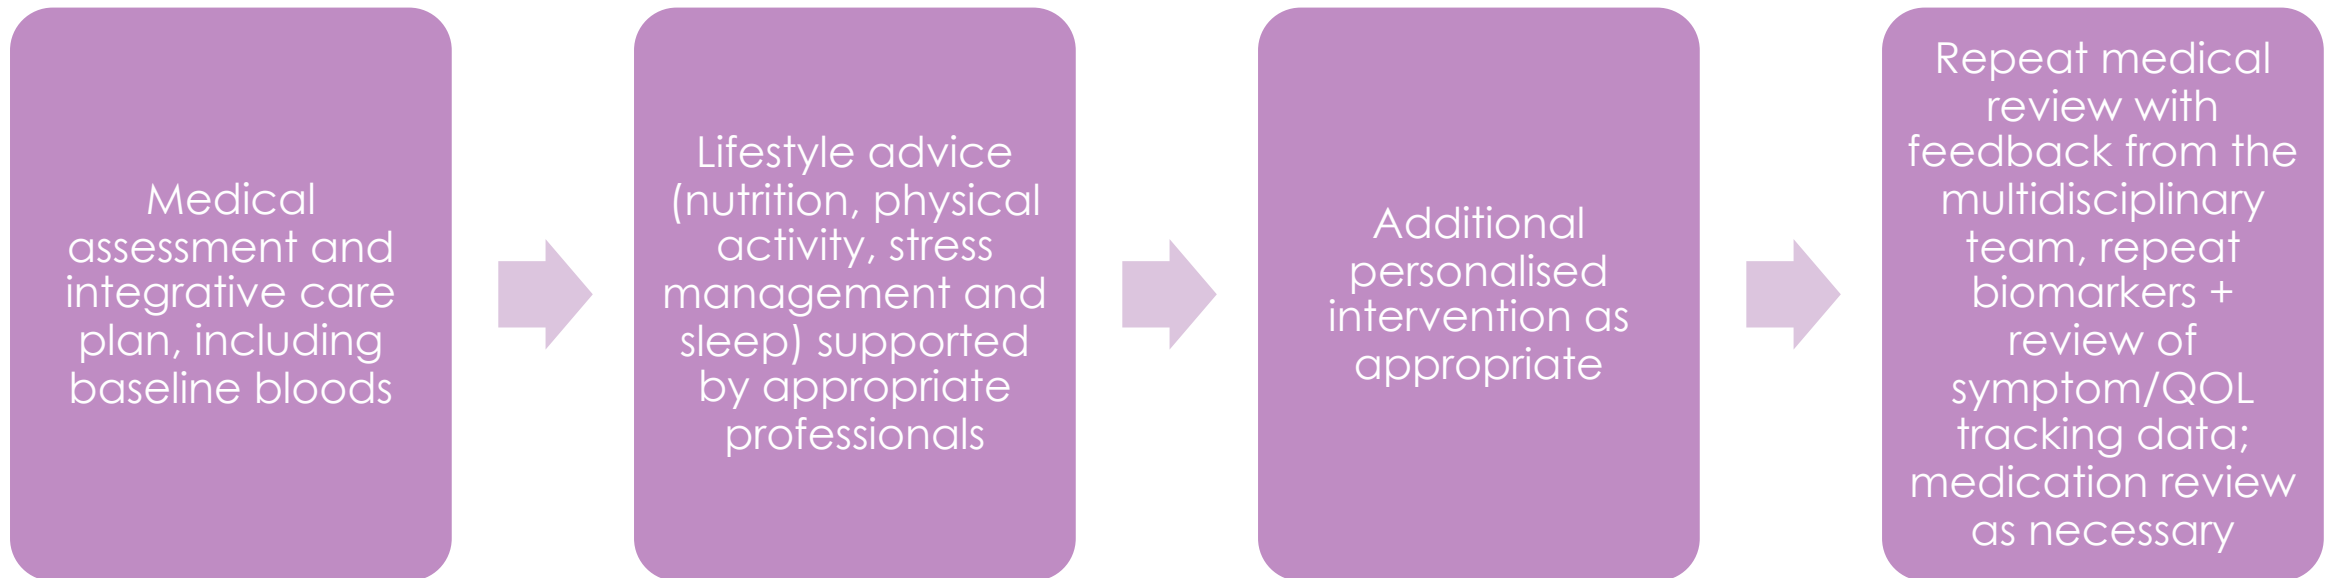 Medical
assessment and
integrative care
plan, including
baseline bloods
Lifestyle advice
(nutrition, physical
activity, stress
management and
sleep) supported
by appropriate
professionals
Additional
personalised
intervention as
appropriate
Repeat medical
review with
feedback from the
multidisciplinary
team, repeat
biomarkers +
review of
symptom/QOL
tracking data;
medication review
as necessary